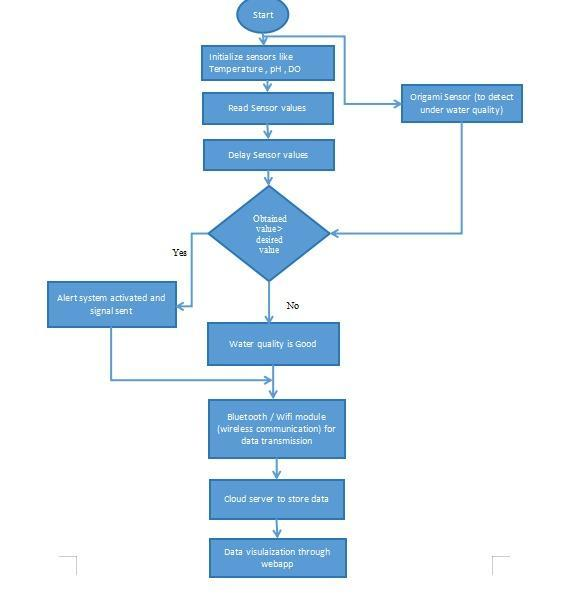 Start
Initialize sensors like
Temperature , pH , DO
Origami Sensor (to detect
under water quality)
Read Sensor values
Delay Sensor values
Obtained
value>
desired
value
Yes
Alert system activated and
signal sent
No
Water quality is Good
Bluetooth / Wifi module
(wireless communication) for
data transmission
Cloud server to store data
Data visulaization through
webapp